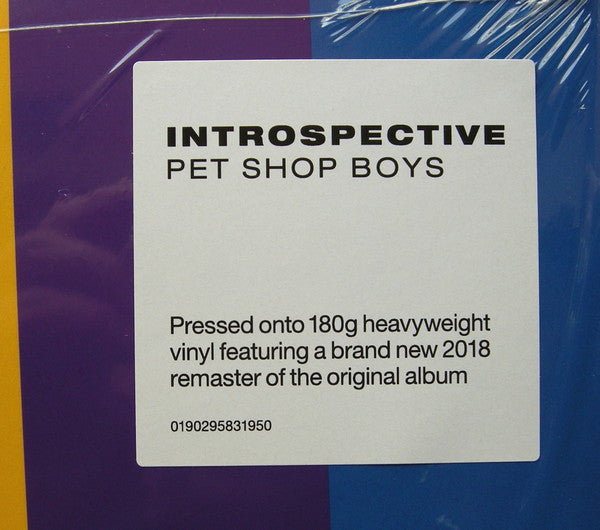 INTROSPECTIVE
PET SHOP BOYS
Pressed onto 180g heavyweight
vinyl featuring a brand new 2018
remaster of the original album
0190295831950